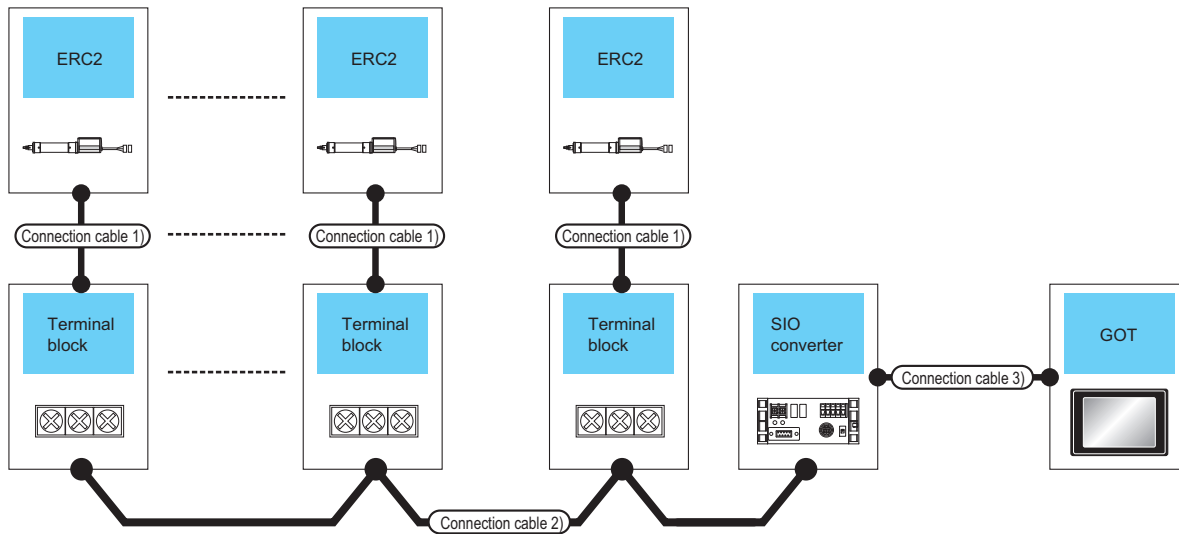 ERC2
ERC2
ERC2
Connection cable 1)
Connection cable 1)
Connection cable 1)
Terminal
block
Terminal
block
Terminal
block
SIO
converter
GOT
Connection cable 3)
Connection cable 2)